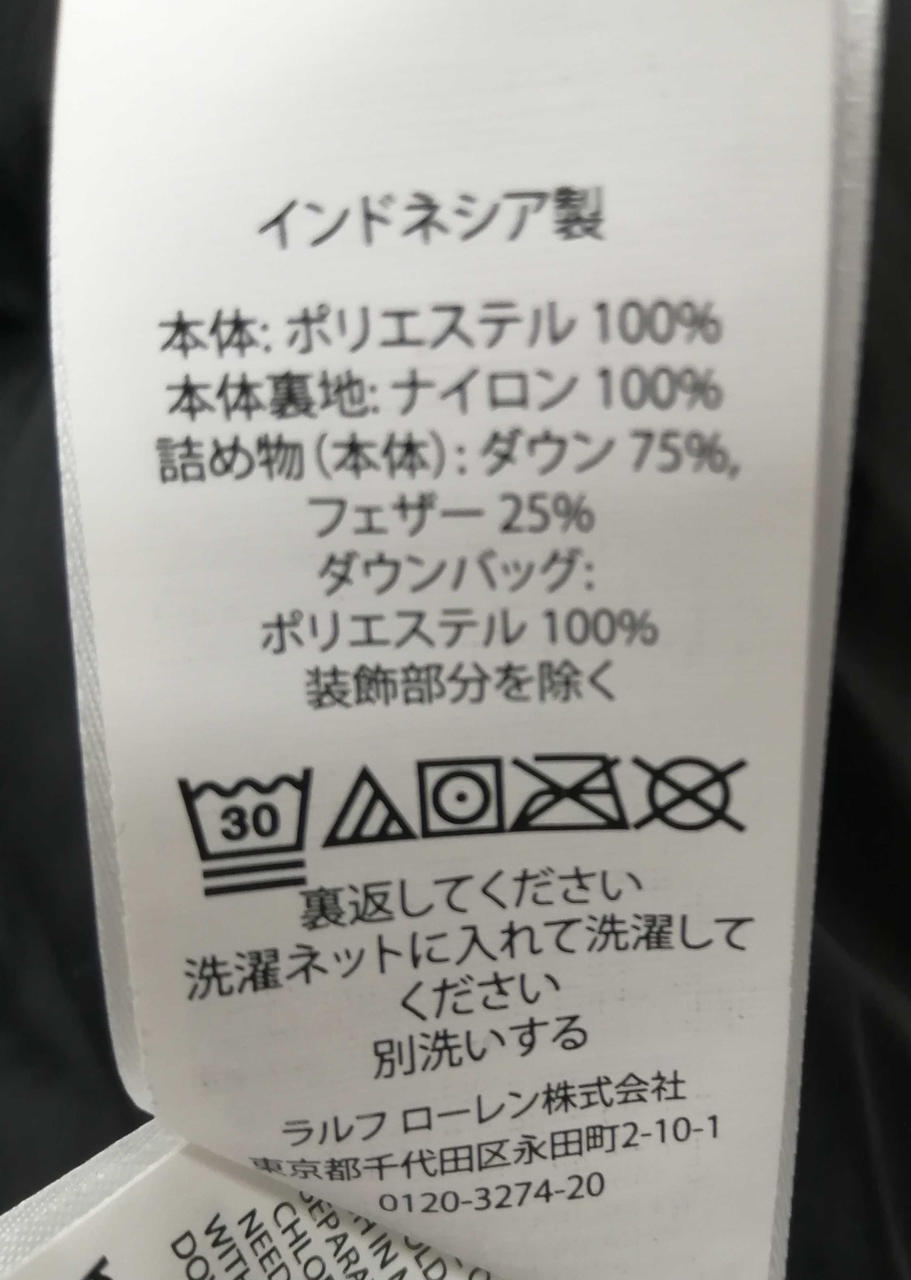 インドネシア製
本体: ポリエステル 100%
本体裏地: ナイロン 100%
詰め物(本体): ダウン 75%,
フェザー 25%
ダウンバッグ:
ポリエステル 100%
装飾部分を除く
30
裏返してください
洗濯ネットに入れて洗濯して
ください
別洗いする
ラルフ ローレン株式会社
東京都千代田区永田町2-10-1
0120-3274-20